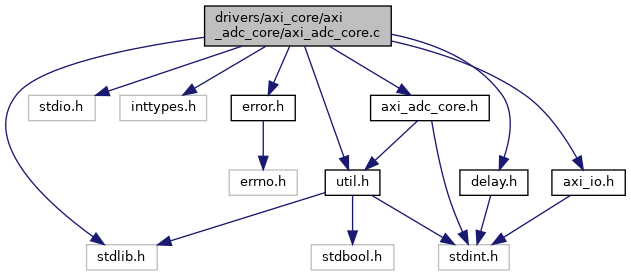 drivers/axi_core/axi
_adc_core/axi_adc_core.c
stdio.h
inttypes.h
error.h
axi_adc_core.h
errno.h
util.h
delay.h
axi_io.h
stdlib.h
stdbool.h
stdint.h